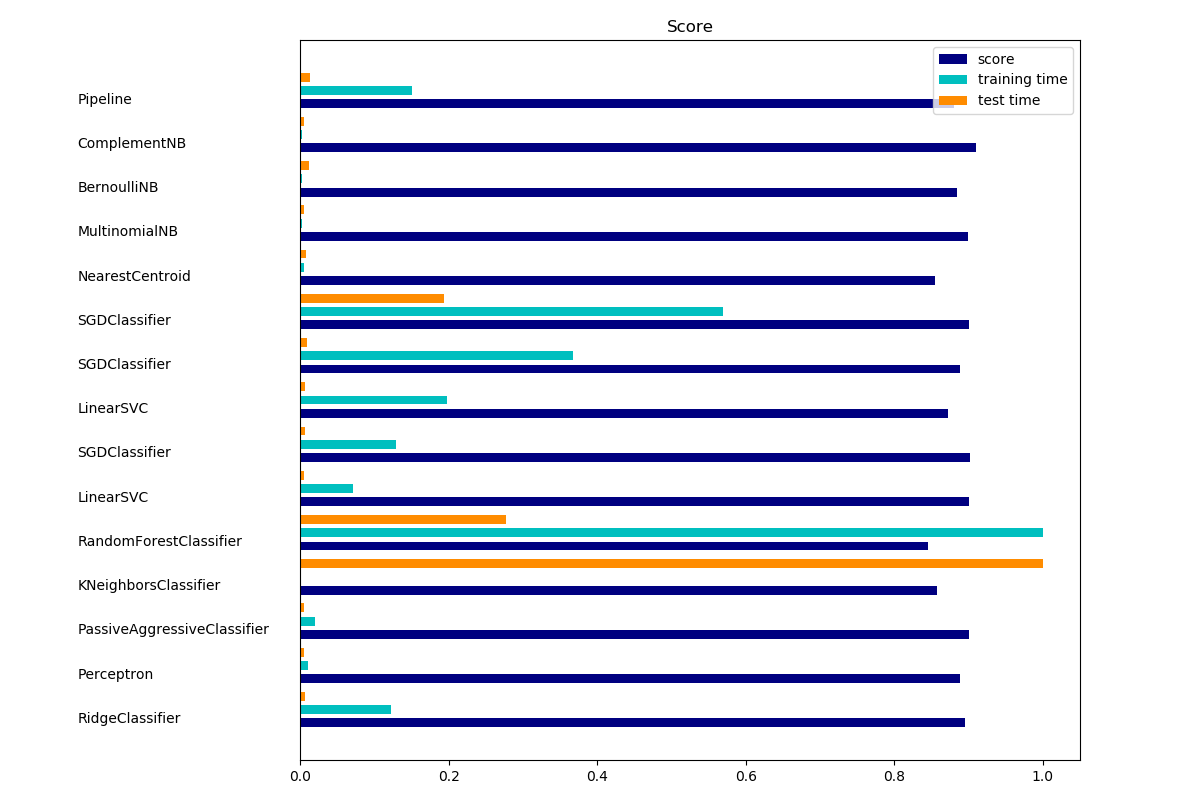 Score
score
training time
test time
Pipeline
ComplementNB
BernoulliNB
MultinomialNB
NearestCentroid
SGDClassifier
SGDClassifier
LinearSVC
SGDClassifier
LinearSVC
RandomForestClassifier
KNeighborsClassifier
PassiveAggressiveClassifier
Perceptron
RidgeClassifier
0.0 0.2 0.4 0.6 0.8 1.0